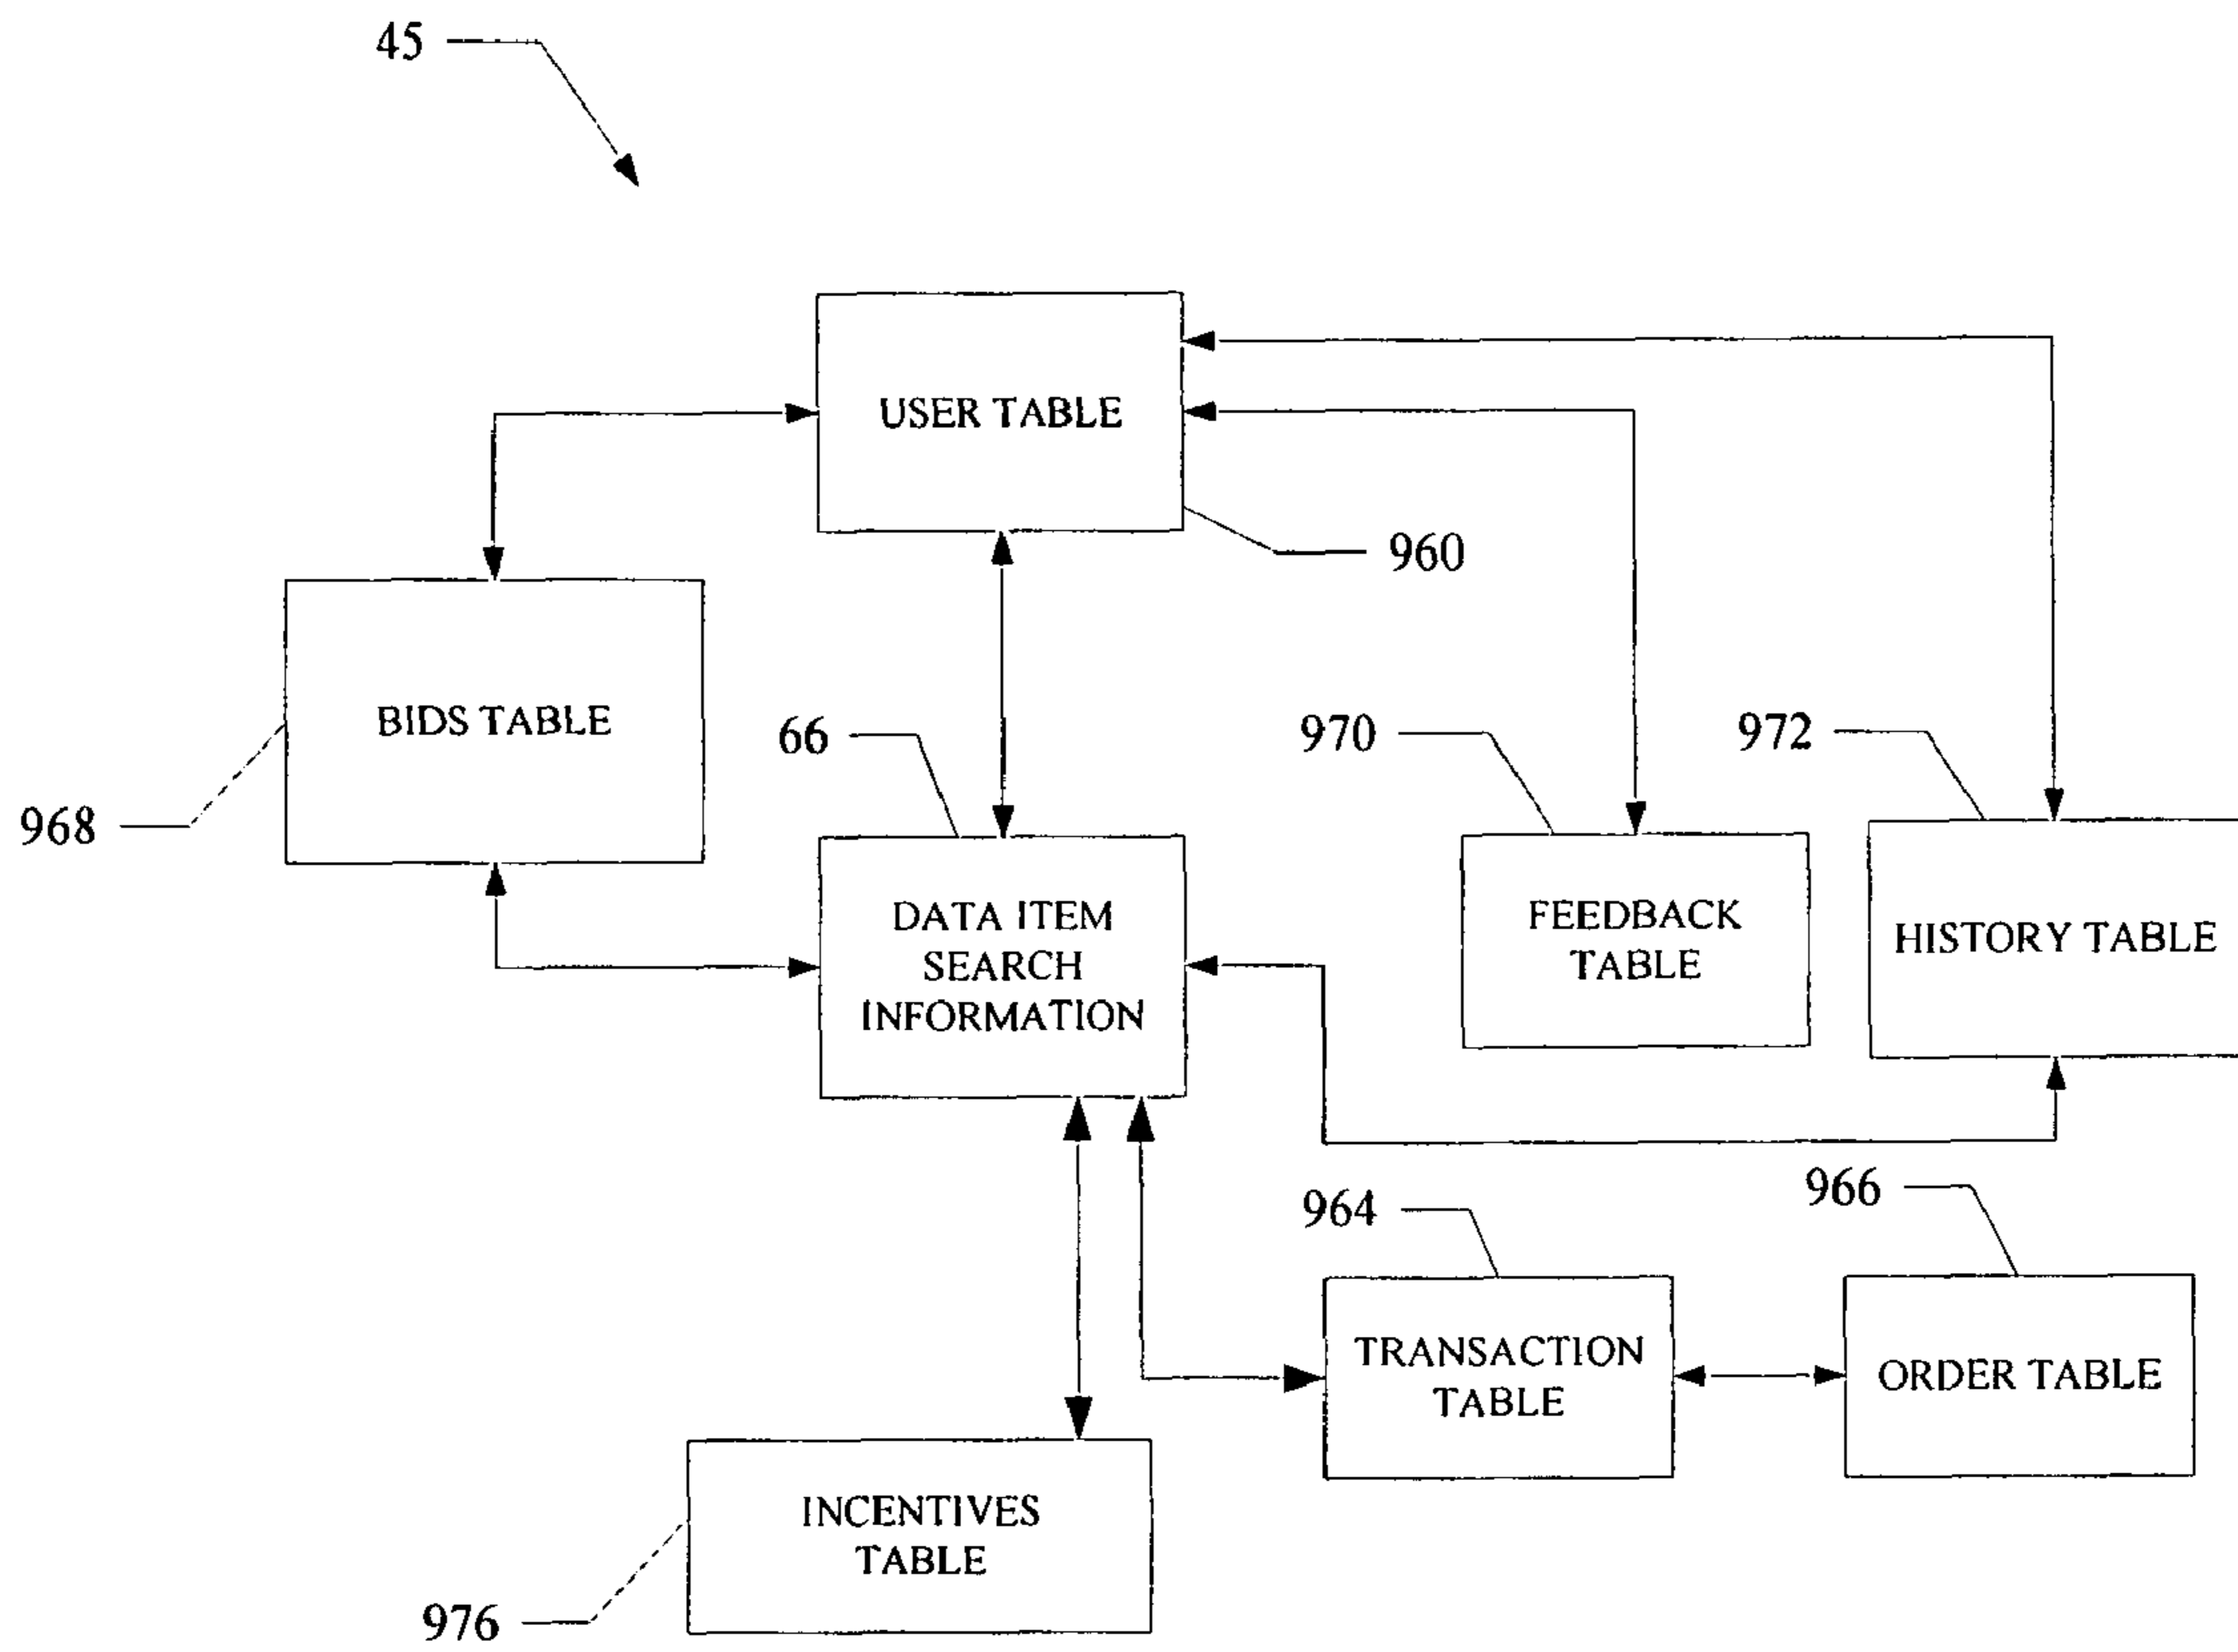 45
USER TABLE
960
BIDS TABLE
968
66
970
972
DATA ITEM
SEARCH
INFORMATION
FEEDBACK
TABLE
HISTORY TABLE
964
966
TRANSACTION
TABLE
ORDER TABLE
INCENTIVES
TABLE
976